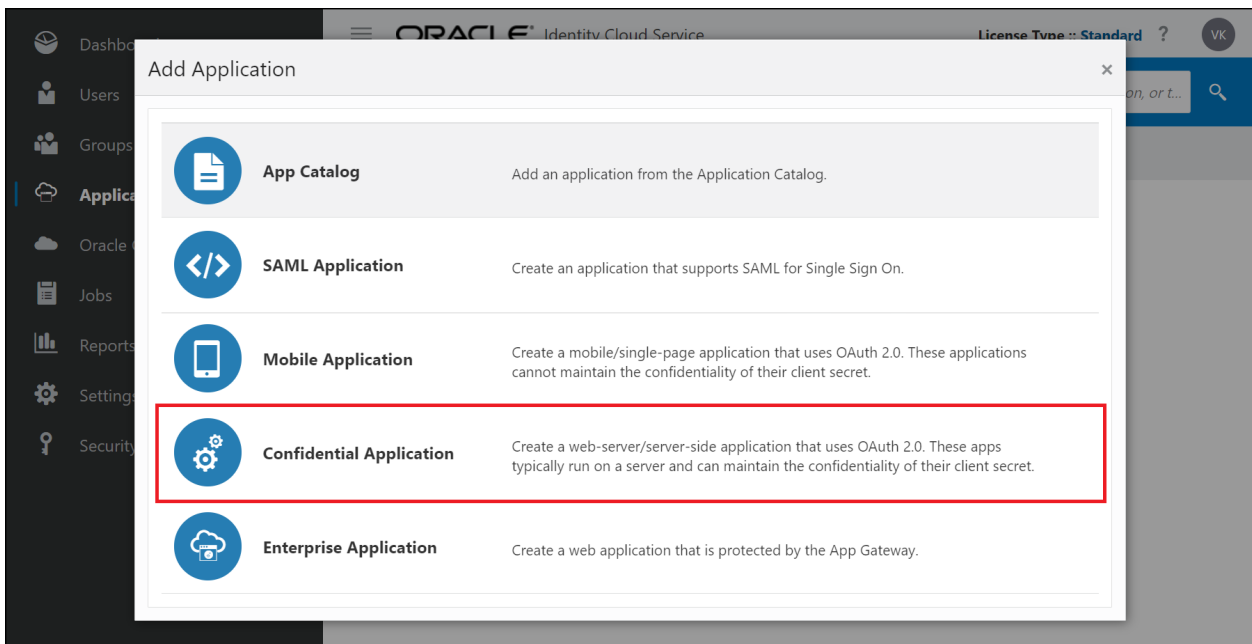 ORACLE Identity Cloud Service
License Type :: Standard ? VK
on, or t...
Dashbo
Users
Groups
Applica
Oracle
Jobs
Reports
Settings
Security
Add Application ×
App Catalog
Add an application from the Application Catalog.
SAML Application
Create an application that supports SAML for Single Sign On.
Mobile Application
Create a mobile/single-page application that uses OAuth 2.0. These applications
cannot maintain the confidentiality of their client secret.
Confidential Application
Create a web-server/server-side application that uses OAuth 2.0. These apps
typically run on a server and can maintain the confidentiality of their client secret.
Enterprise Application
Create a web application that is protected by the App Gateway.